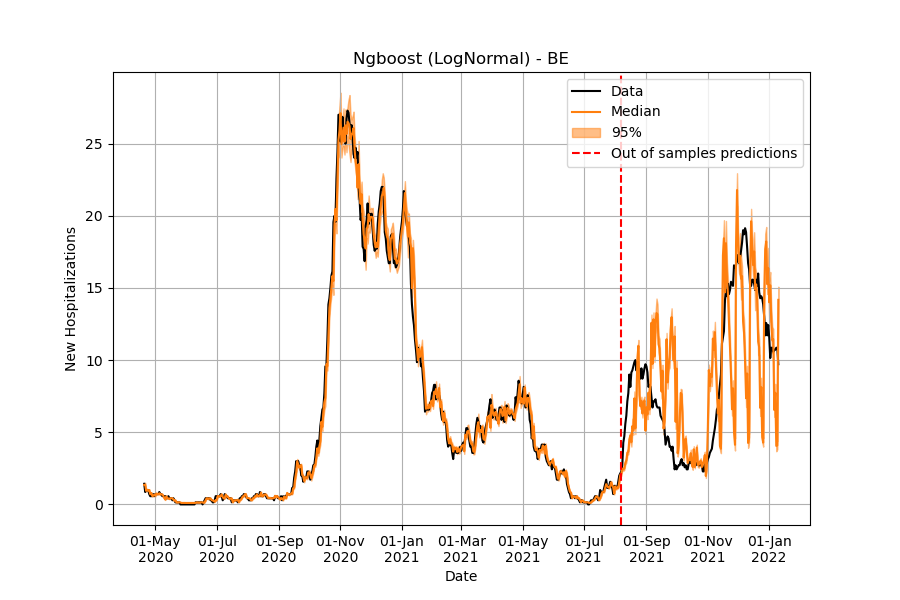 Ngboost (LogNormal) - BE
Data
Median
95%
Out of samples predictions
New Hospitalizations
25
20
15
10
5
0
01-May 2020
01-Jul 2020
01-Sep 2020
01-Nov 2020
01-Jan 2021
01-Mar 2021
01-May 2021
01-Jul 2021
01-Sep 2021
01-Nov 2021
01-Jan 2022
Date